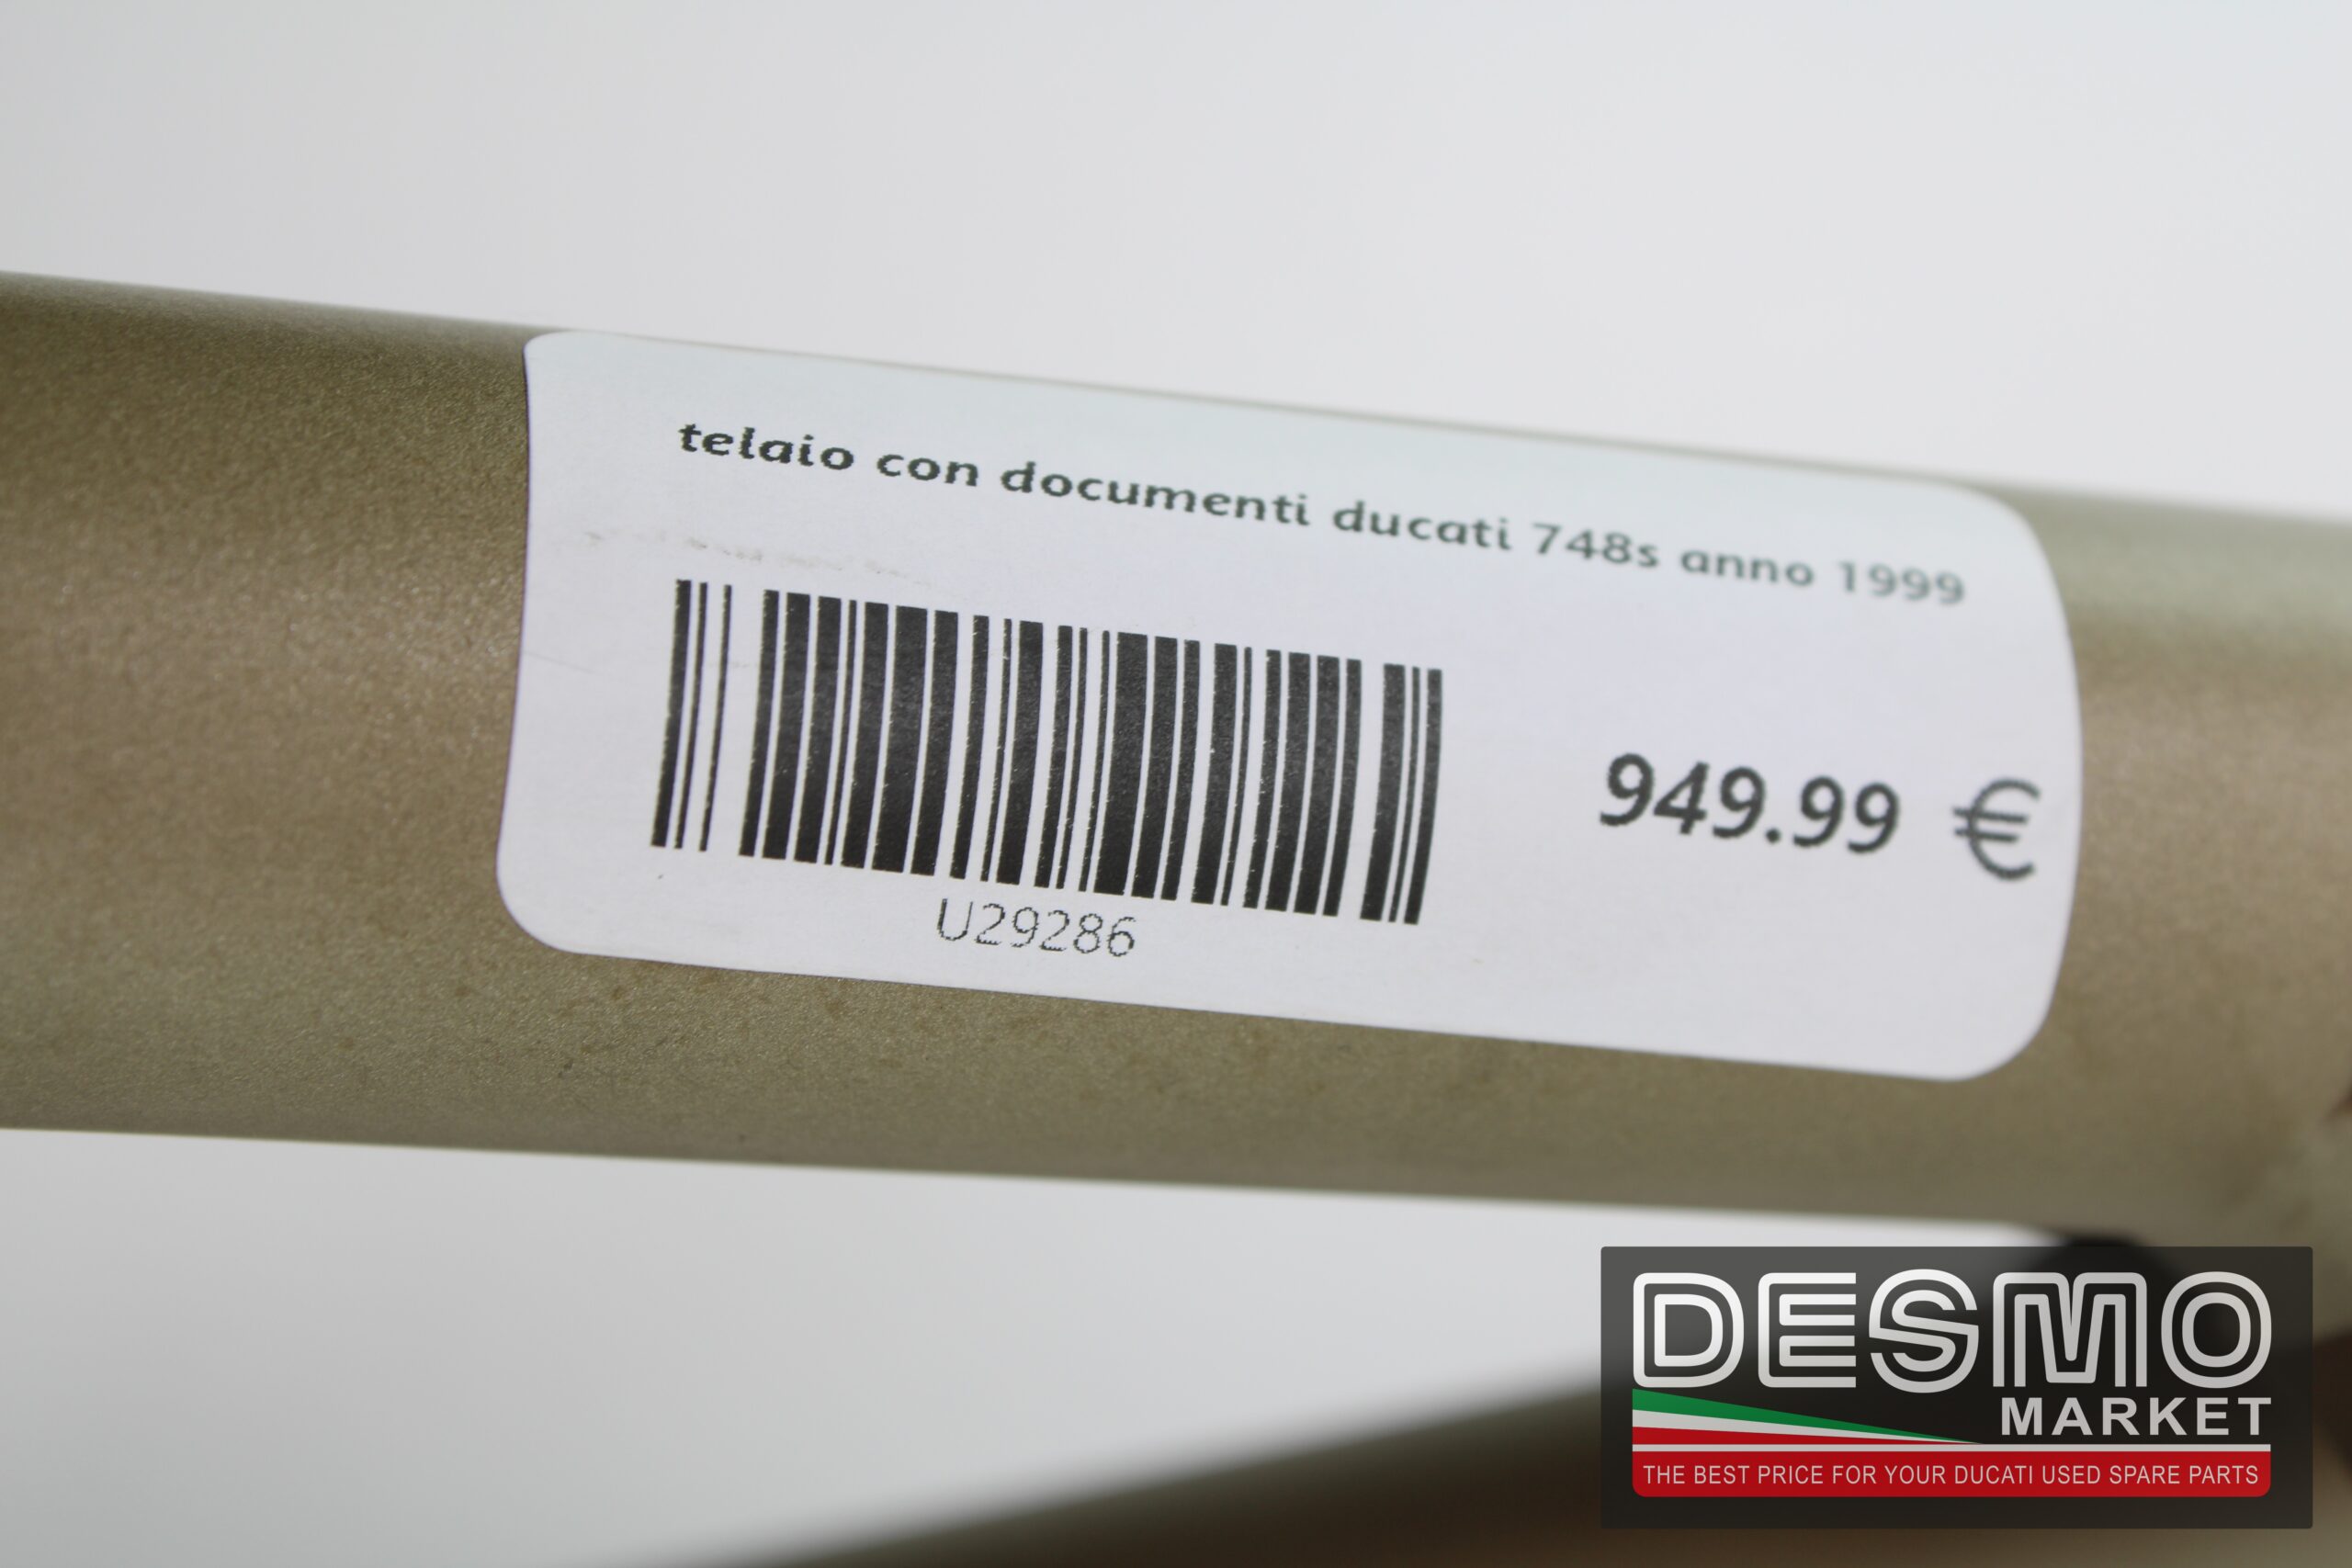 telaio con documenti ducati 748s anno 1999
949.99 €
U29286
DESMO
MARKET
THE BEST PRICE FOR YOUR DUCATI USED SPARE PARTS